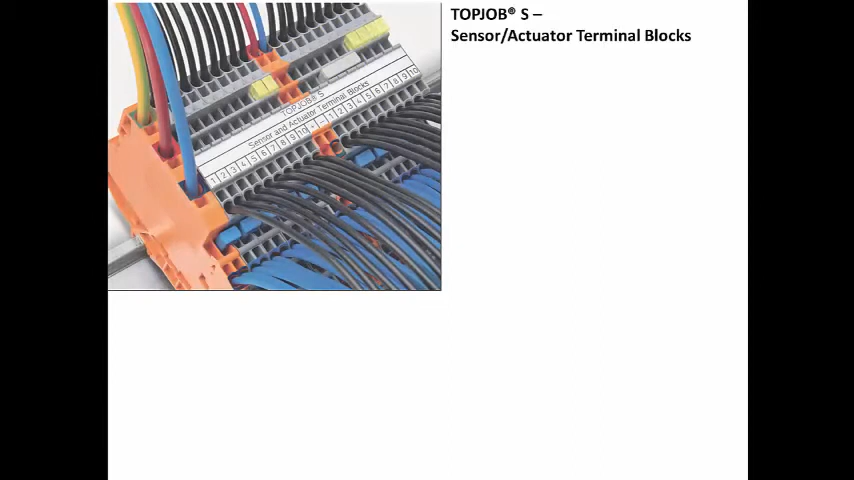 TOPJOB® S –
Sensor/Actuator Terminal Blocks
TOPJOB® S
Sensor and Actuator Terminal Blocks
1 2 3 4 5 6 7 8 9 10 + – 1 2 3 4 5 6 7 8 9 10